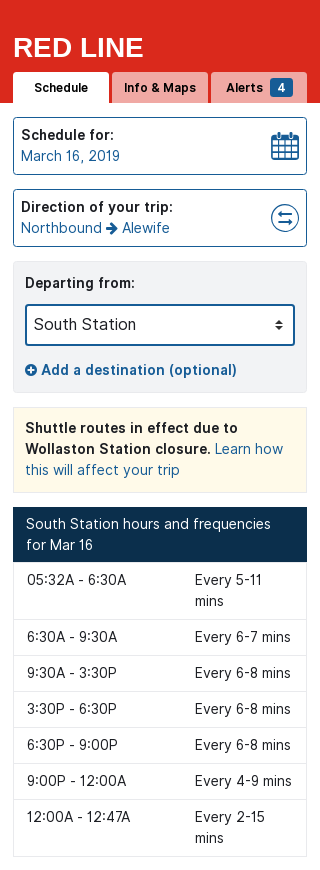 RED LINE
Schedule
Info & Maps
Alerts 4
Schedule for:
March 16, 2019
Direction of your trip:
Northbound → Alewife
Departing from:
South Station
Add a destination (optional)
Shuttle routes in effect due to
Wollaston Station closure. Learn how
this will affect your trip
South Station hours and frequencies
for Mar 16
05:32A - 6:30A Every 5-11
mins
6:30A - 9:30A Every 6-7 mins
9:30A - 3:30P Every 6-8 mins
3:30P - 6:30P Every 6-8 mins
6:30P - 9:00P Every 6-8 mins
9:00P - 12:00A Every 4-9 mins
12:00A - 12:47A Every 2-15
mins